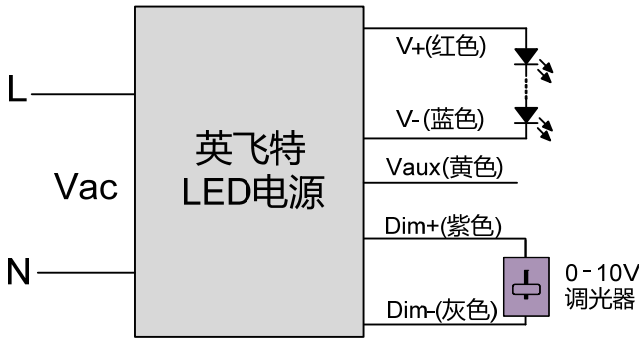 V+(红色)
L
V-(蓝色)
英飞特
LED电源
Vac
Vaux(黄色)
Dim+(紫色)
N
0-10V
调光器
Dim-(灰色)